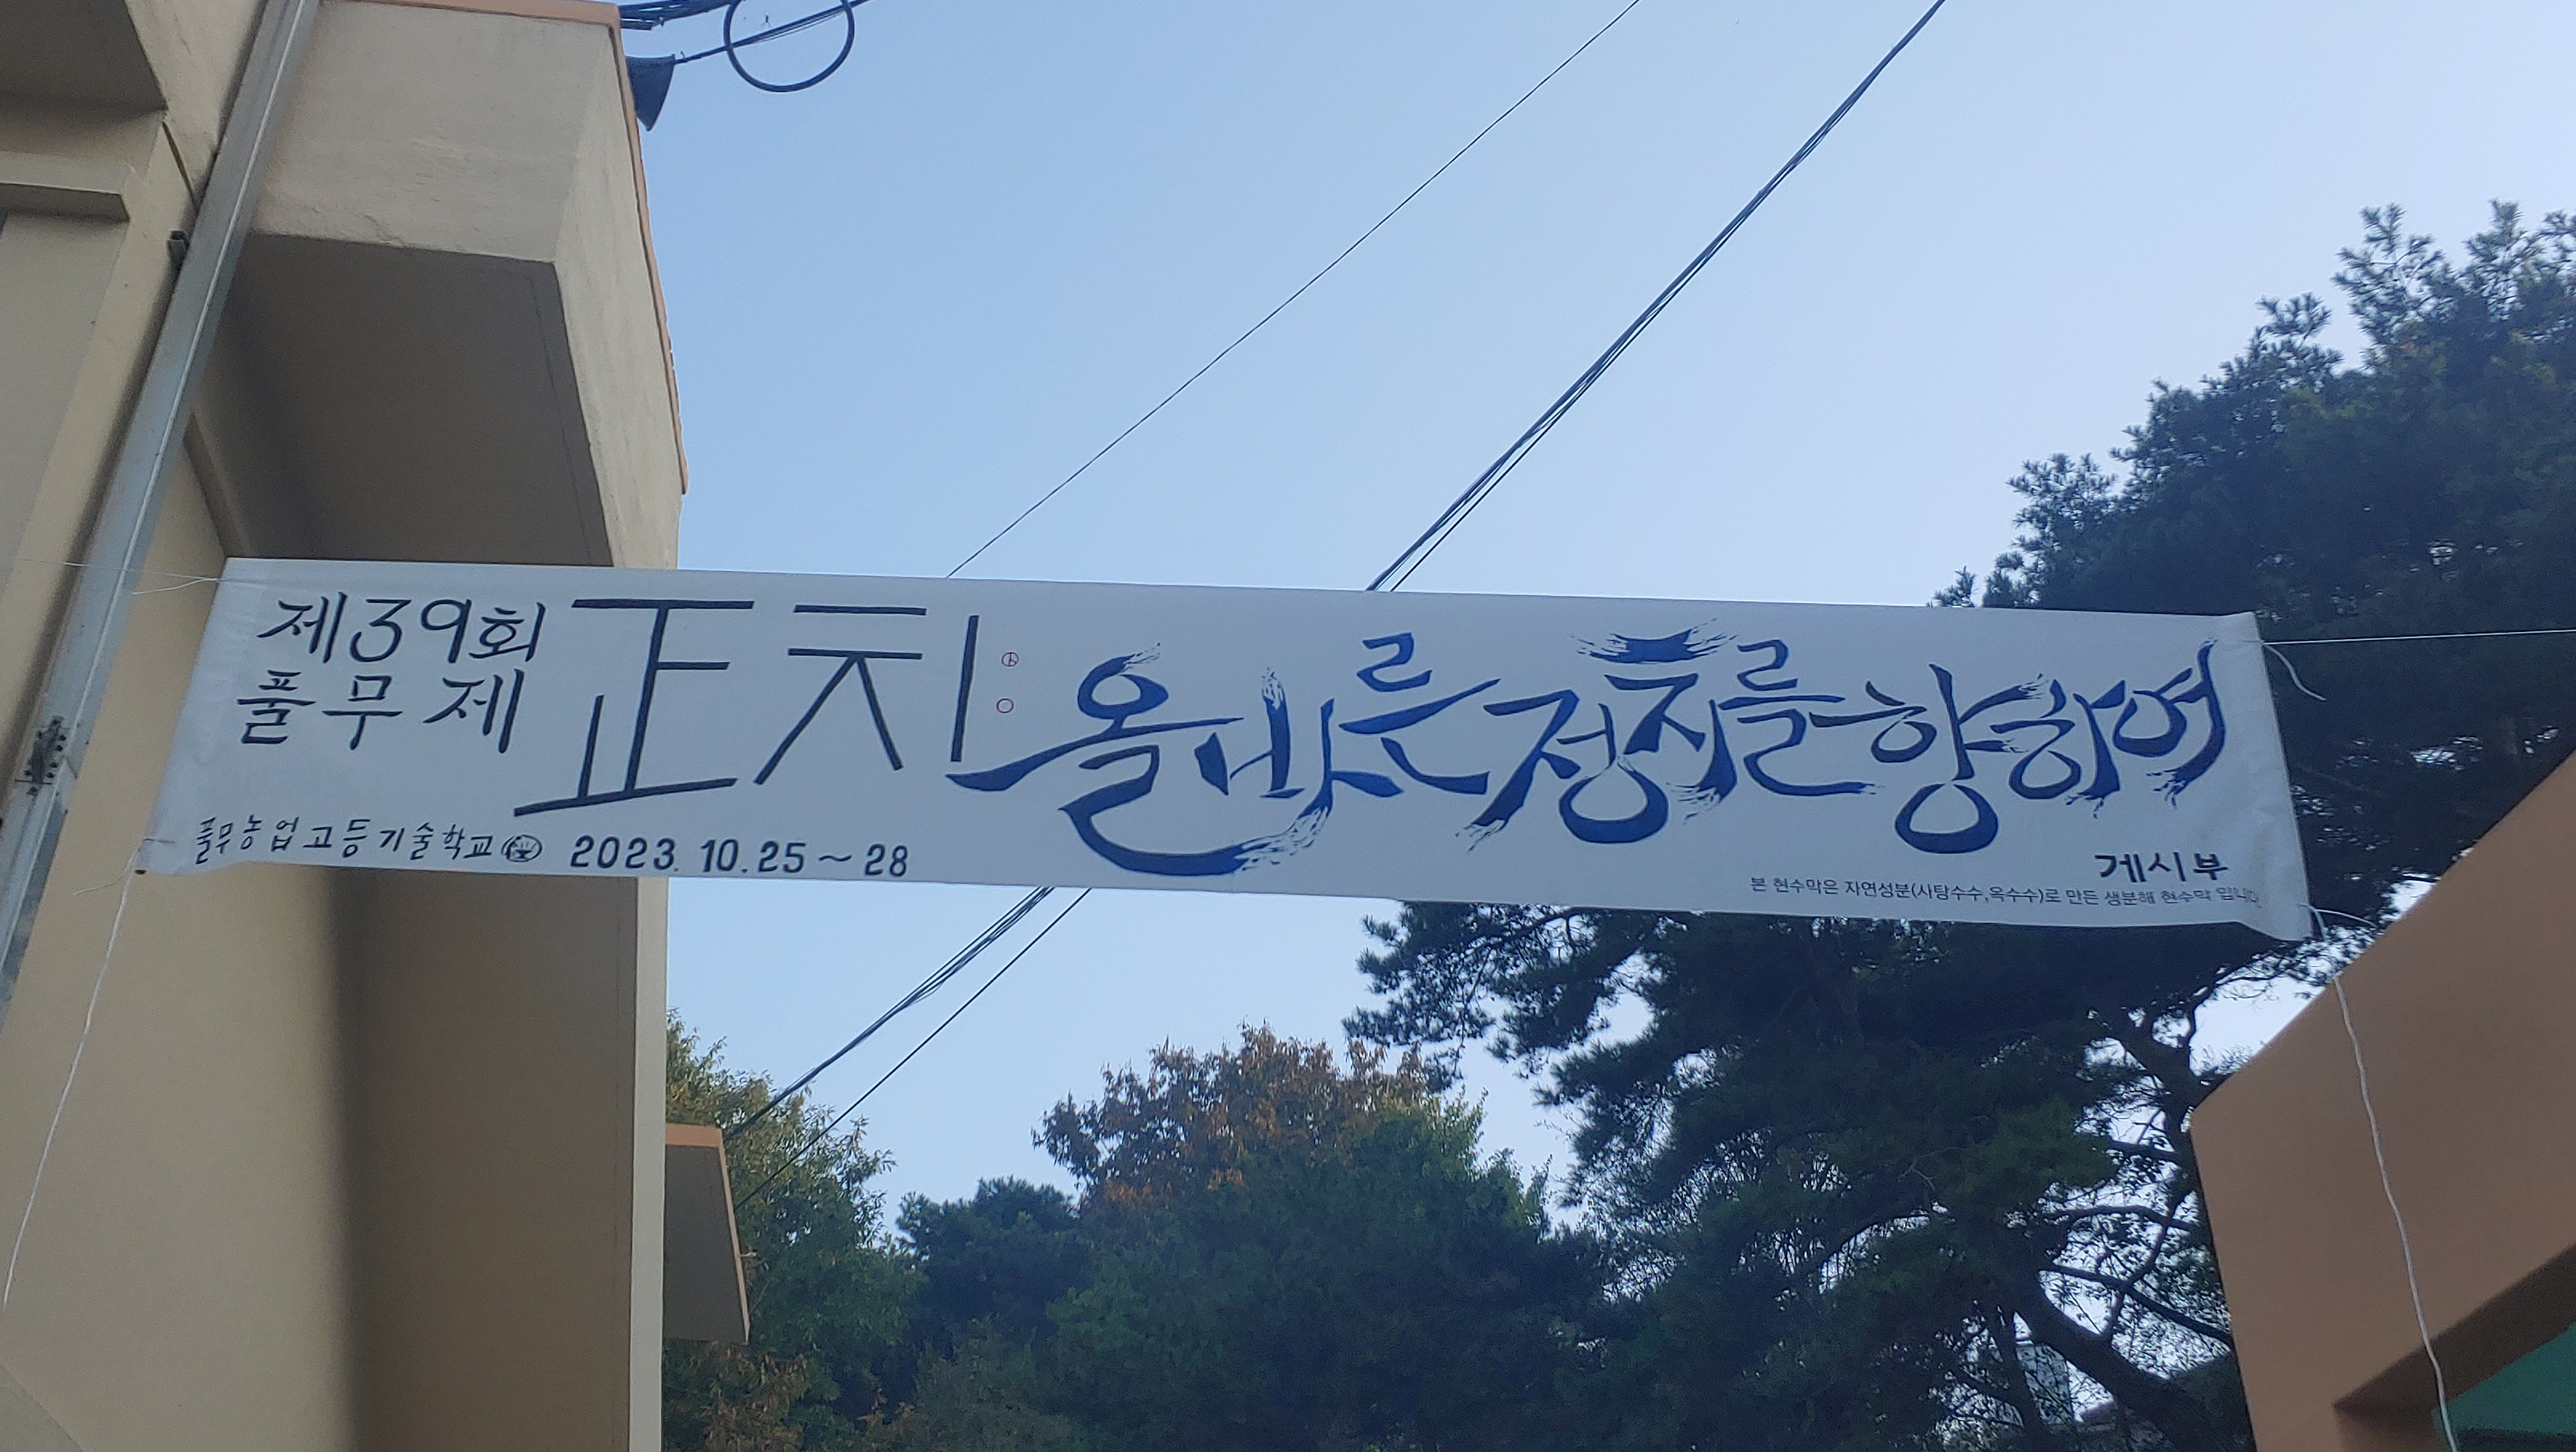 제39회
풀무제
正치: 올바른 정치를 향하여
풀무농업고등기술학교 2023. 10. 25 ~ 28
게시부
본 현수막은 자연성분(사탕수수,옥수수)로 만든 생분해 현수막 입니다